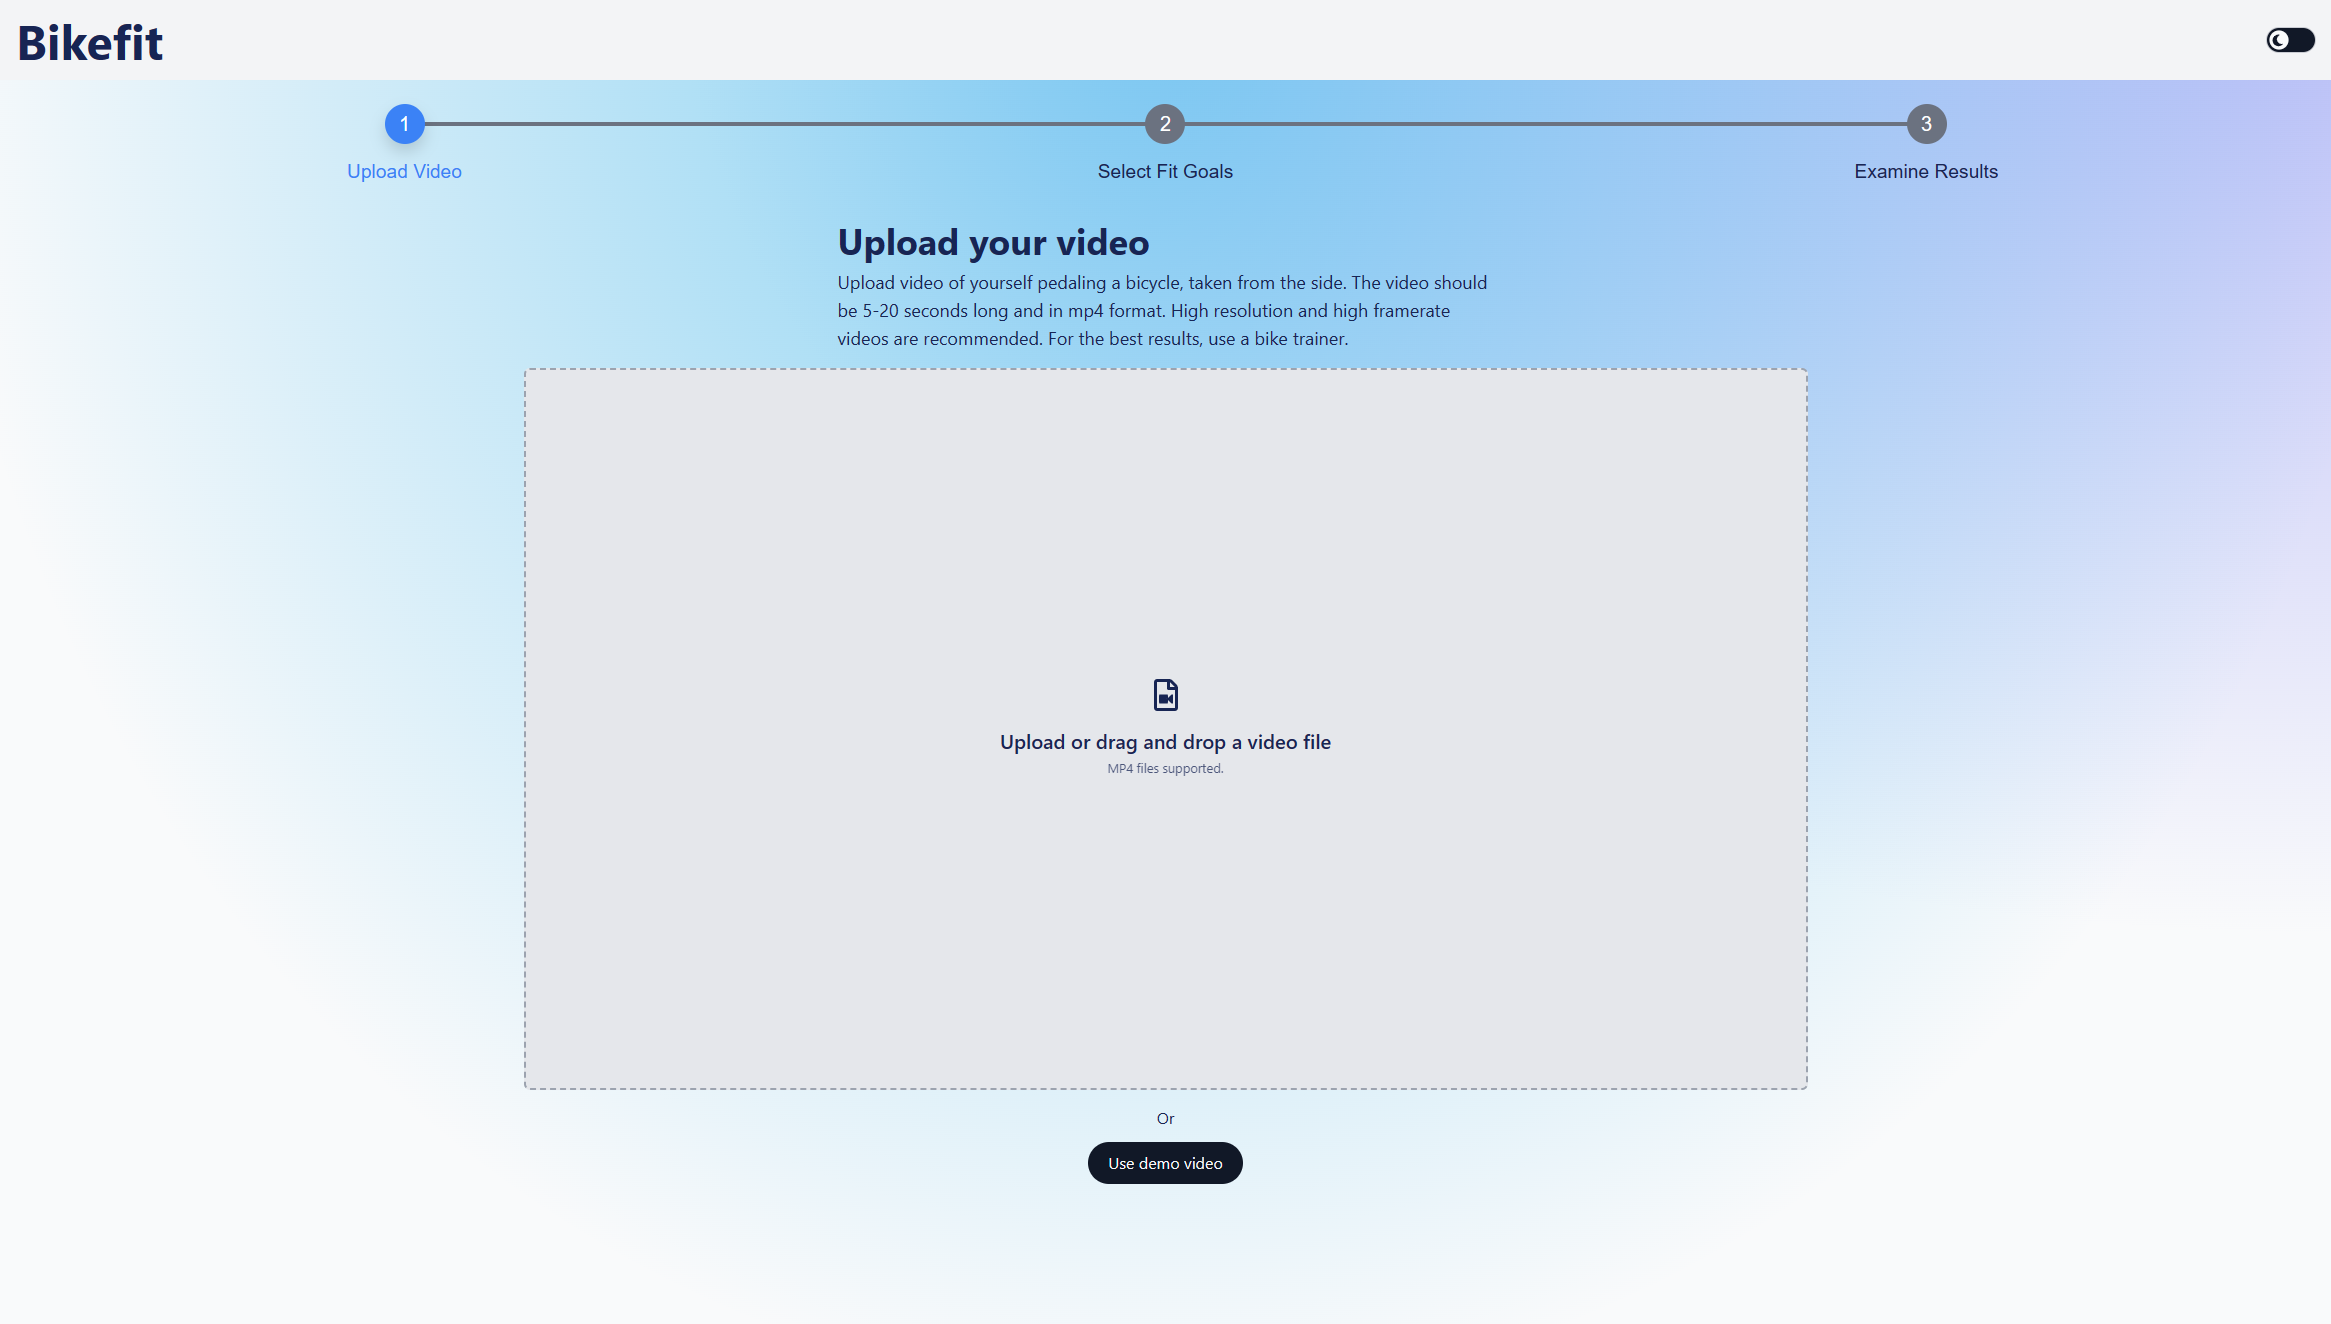 Bikefit
1
2
3
Upload Video
Select Fit Goals
Examine Results
Upload your video
Upload video of yourself pedaling a bicycle, taken from the side. The video should
be 5-20 seconds long and in mp4 format. High resolution and high framerate
videos are recommended. For the best results, use a bike trainer.
Upload or drag and drop a video file
MP4 files supported.
Or
Use demo video